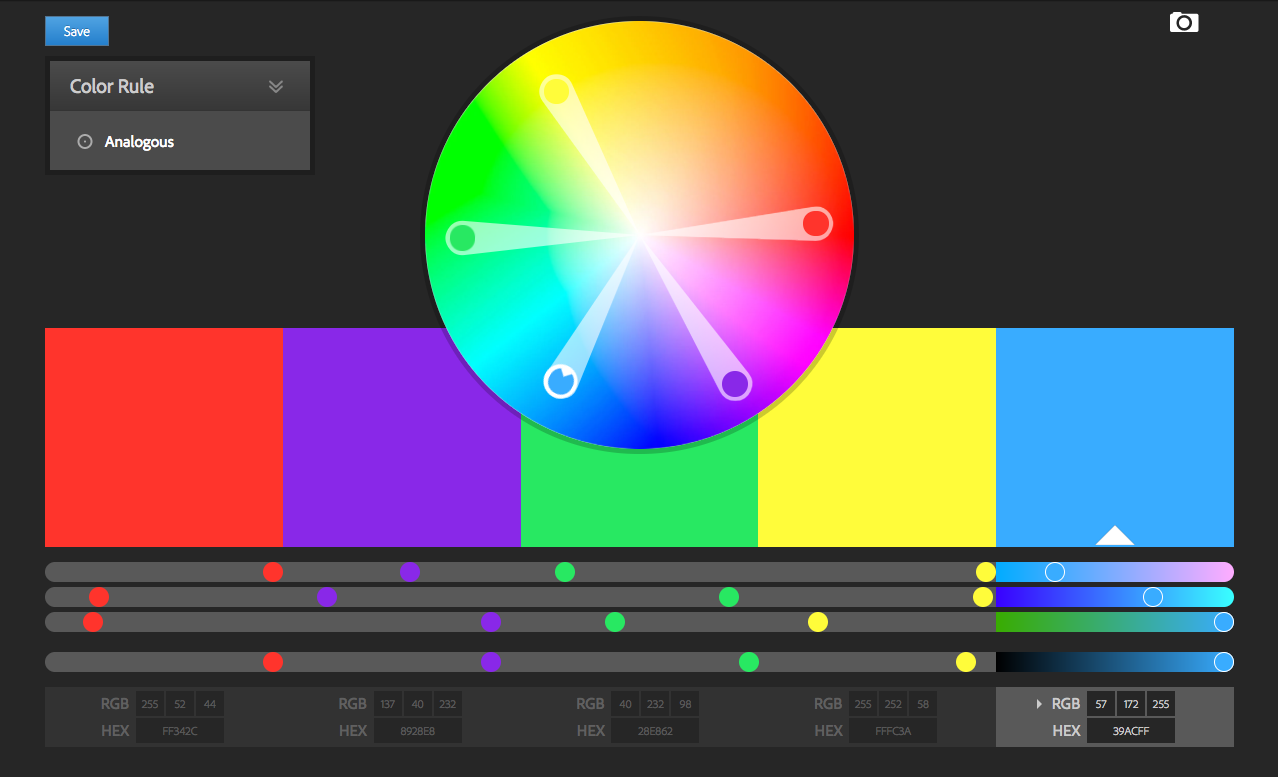 Save
Color Rule
Analogous
RGB 255 52 44
HEX FF342C
RGB 137 40 232
HEX 8928E8
RGB 40 232 98
HEX 28E862
RGB 255 252 58
HEX FFFC3A
RGB 57 172 255
HEX 39ACFF